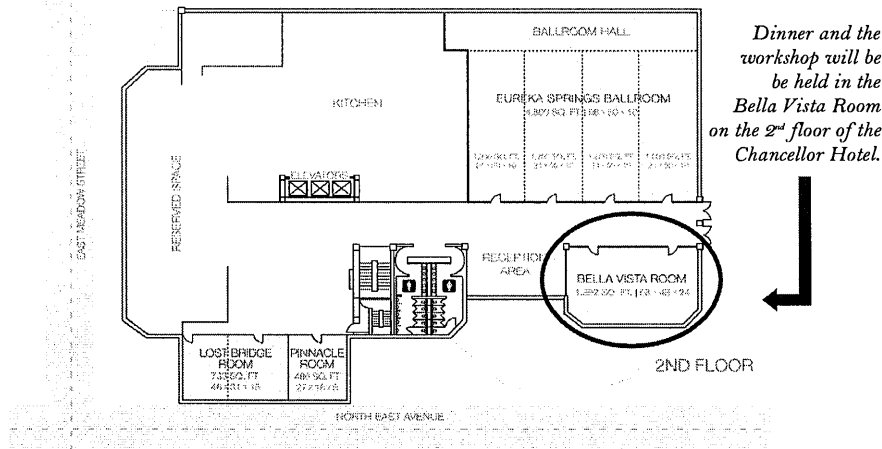 BALLROOM HALL
Dinner and the
workshop will be
be held in the
Bella Vista Room
on the 2nd floor of the
Chancellor Hotel.
KITCHEN
EUREKA SPRINGS BALLROOM
ELEVATORS
EAST MEADOW STREET
RESERVED SPACE
RECEPTION
AREA
BELLA VISTA ROOM
LOST BRIDGE
ROOM
PINNACLE
ROOM
2ND FLOOR
NORTH EAST AVENUE